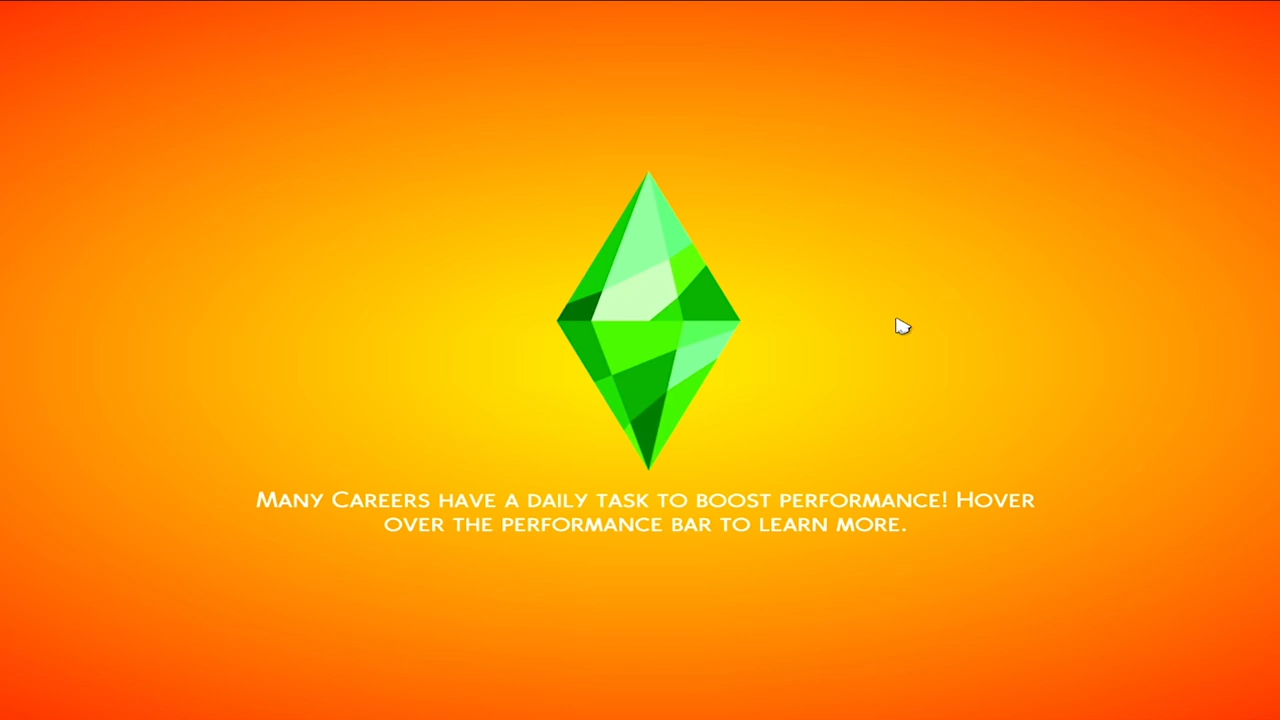 Many Careers have a daily task to boost performance! Hover
over the performance bar to learn more.